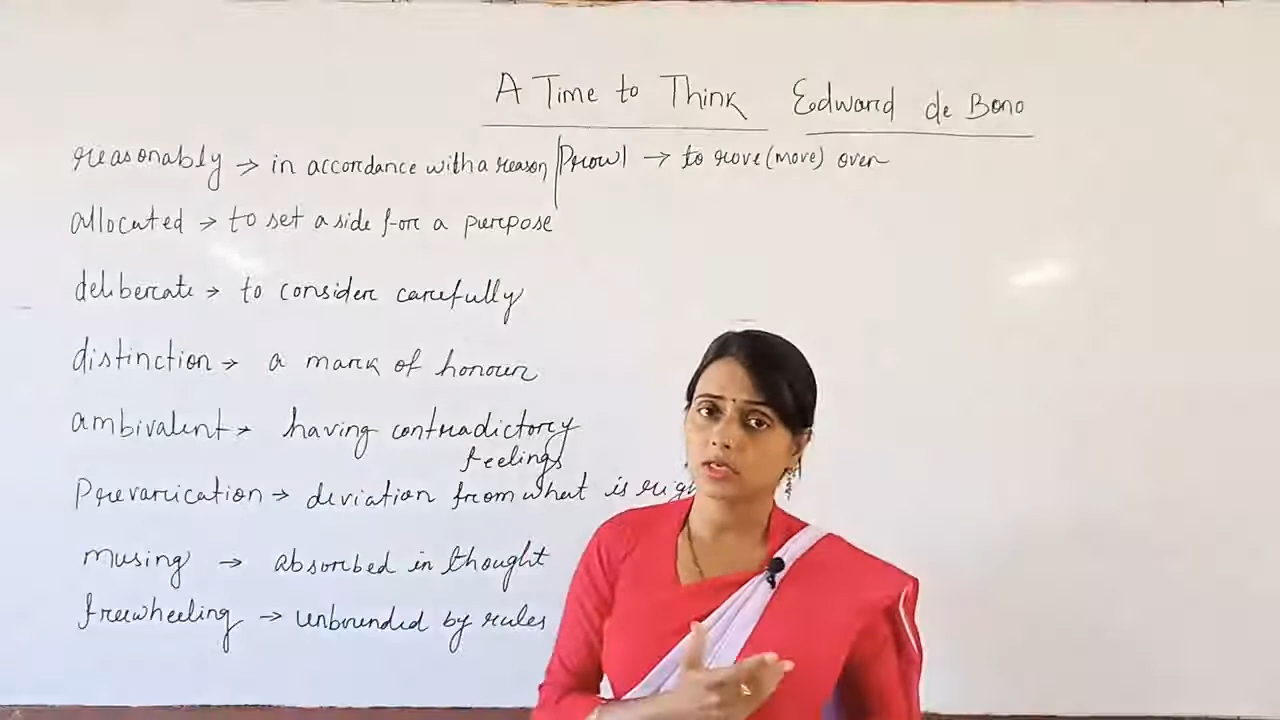 A Time to Think Edward de Bono
reasonably → in accordance with a reason | Prowl → to rove (move) over
allocated → to set aside for a purpose
deliberate → to consider carefully
distinction → a mark of honour
ambivalent → having contradictory
feelings
Prevarication → deviation from what is
musing → absorbed in thought
freewheeling → unbounded by rules